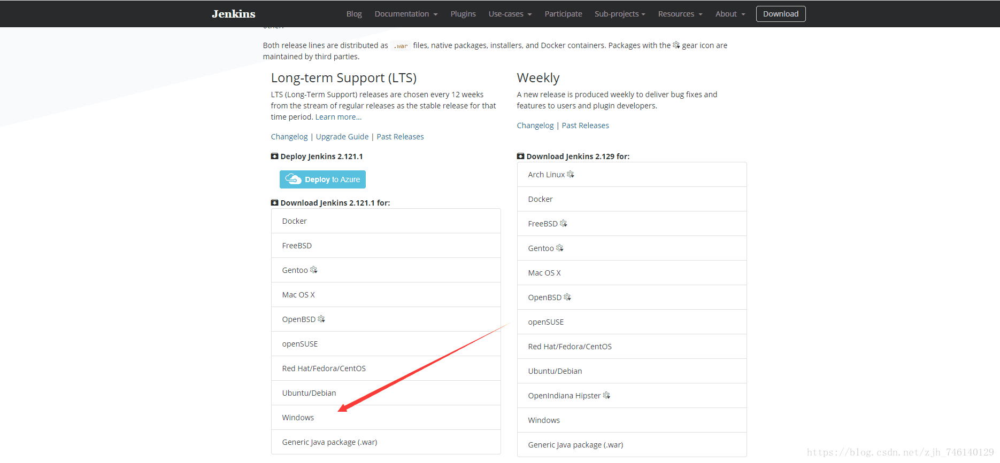 Jenkins Blog Documentation Plugins Use-cases Participate Sub-projects Resources About Download
other.
Both release lines are distributed as .war files, native packages, installers, and Docker containers. Packages with the gear icon are
maintained by third parties.
Long-term Support (LTS)
LTS (Long-Term Support) releases are chosen every 12 weeks
from the stream of regular releases as the stable release for that
time period. Learn more...
Changelog | Upgrade Guide | Past Releases
Deploy Jenkins 2.121.1
Deploy to Azure
Download Jenkins 2.121.1 for:
Docker
FreeBSD
Gentoo
Mac OS X
OpenBSD
openSUSE
Red Hat/Fedora/CentOS
Ubuntu/Debian
Windows
Generic Java package (.war)
Weekly
A new release is produced weekly to deliver bug fixes and
features to users and plugin developers.
Changelog | Past Releases
Download Jenkins 2.129 for:
Arch Linux
Docker
FreeBSD
Gentoo
Mac OS X
OpenBSD
openSUSE
Red Hat/Fedora/CentOS
Ubuntu/Debian
OpenIndiana Hipster
Windows
Generic Java package (.war)
https://blog.csdn.net/zjh_746140129